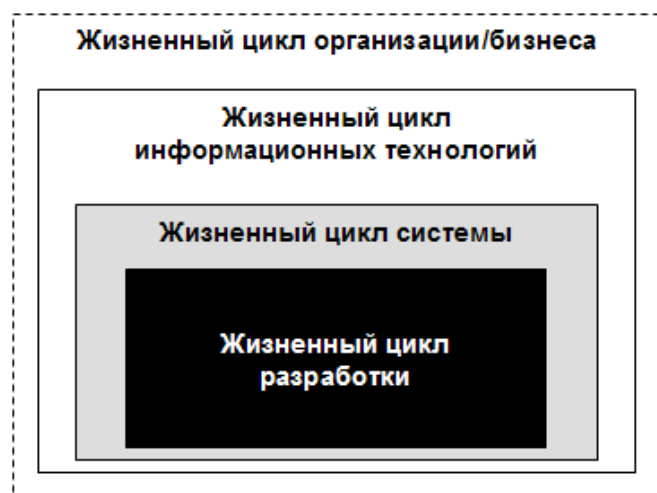 Жизненный цикл организации/бизнеса
Жизненный цикл
информационных технологий
Жизненный цикл системы
Жизненный цикл
разработки